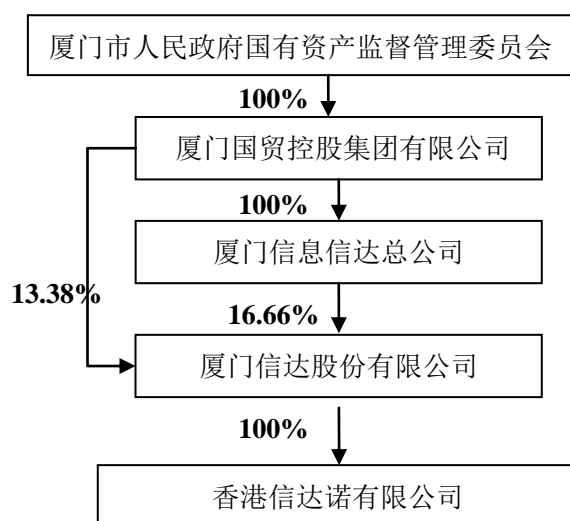 厦门市人民政府国有资产监督管理委员会
100%
厦门国贸控股集团有限公司
100%
厦门信息信达总公司
13.38%
16.66%
厦门信达股份有限公司
100%
香港信达诺有限公司